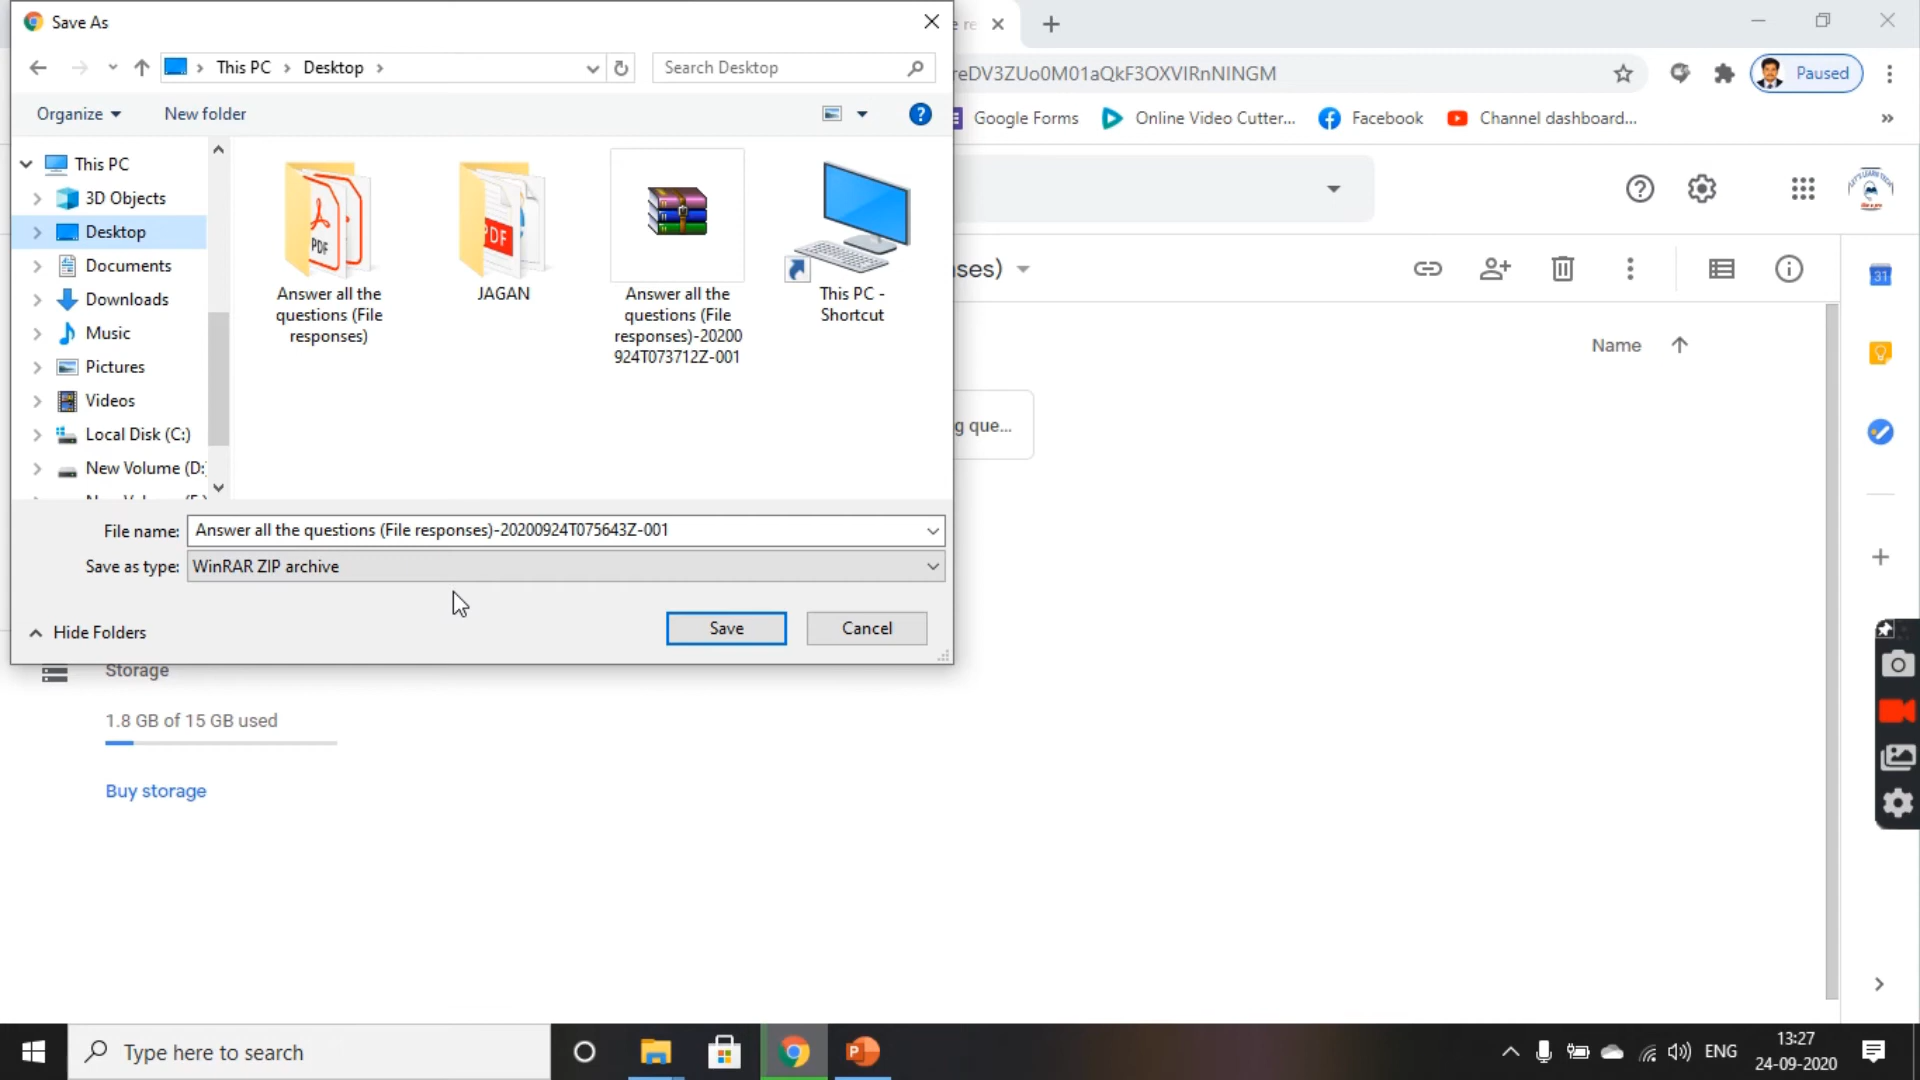 Save As
This PC
Desktop
Search Desktop
Organize
New folder
This PC
3D Objects
Desktop
Documents
Downloads
Music
Pictures
Videos
Local Disk (C:)
New Volume (D:
Answer all the
questions (File
responses)
JAGAN
Answer all the
questions (File
responses)-20200
924T073712Z-001
This PC -
Shortcut
PDF
PDF
File name:
Answer all the questions (File responses)-20200924T075643Z-001
Save as type:
WinRAR ZIP archive
Hide Folders
Save
Cancel
reDV3ZUo0M01aQkF3OXVIRnNINGM
Paused
Google Forms
Online Video Cutter...
Facebook
Channel dashboard...
»
ses)
Name
g que...
31
Storage
1.8 GB of 15 GB used
Buy storage
Type here to search
ENG
13:27
24-09-2020